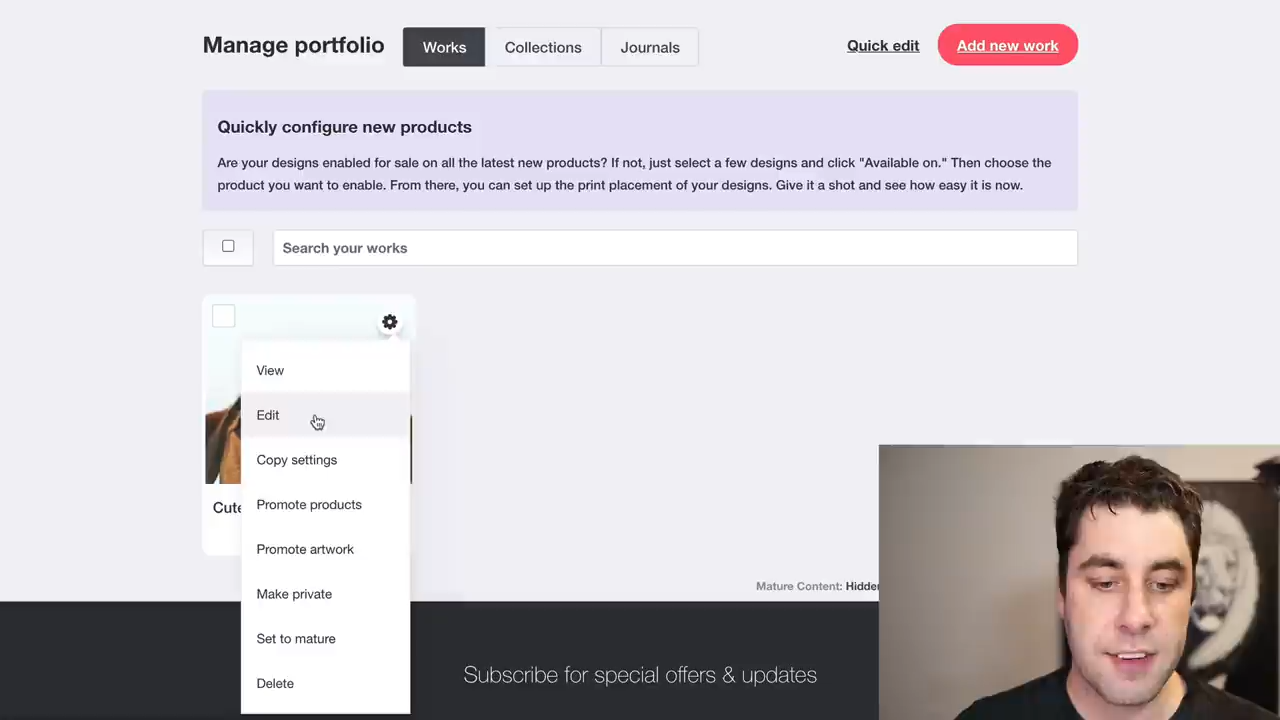 Manage portfolio
Works
Collections
Journals
Quick edit
Add new work
Quickly configure new products
Are your designs enabled for sale on all the latest new products? If not, just select a few designs and click "Available on." Then choose the
product you want to enable. From there, you can set up the print placement of your designs. Give it a shot and see how easy it is now.
Search your works
View
Edit
Copy settings
Promote products
Promote artwork
Make private
Set to mature
Delete
Cute
Mature Content: Hidden
Subscribe for special offers & updates